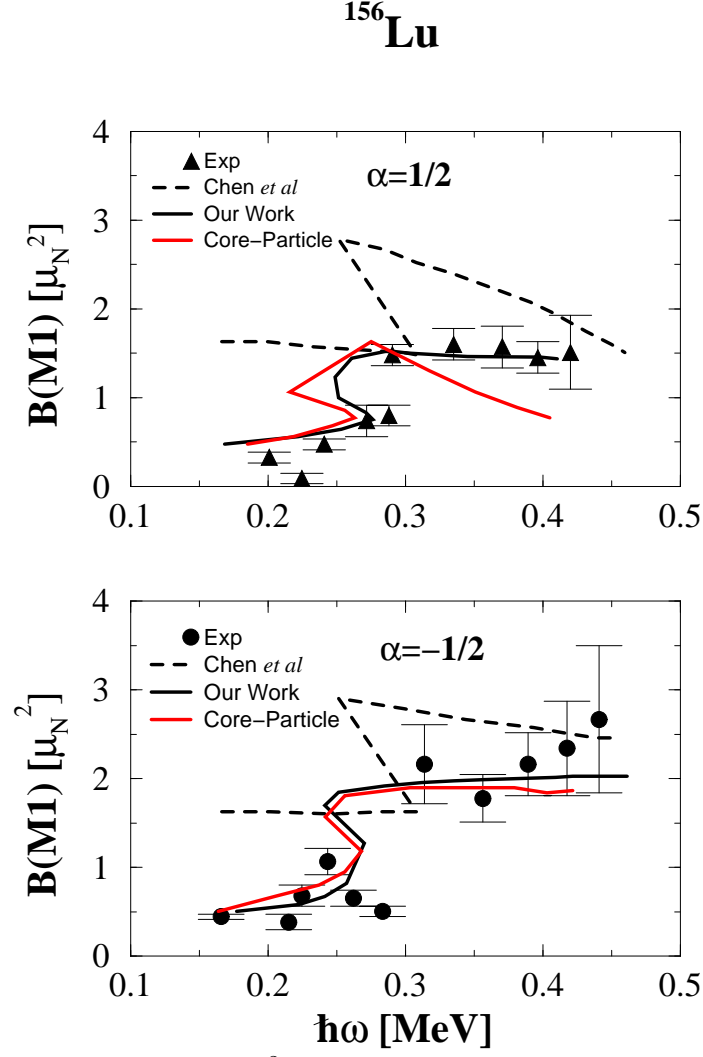 ¹⁵⁶Lu
4
3
2
1
0
B(M1) [μ_N²]
Exp
Chen et al
Our Work
Core−Particle
α=1/2
0.1 0.2 0.3 0.4 0.5
4
3
2
1
0
B(M1) [μ_N²]
Exp
Chen et al
Our Work
Core−Particle
α=−1/2
0.1 0.2 0.3 0.4 0.5
ħω [MeV]